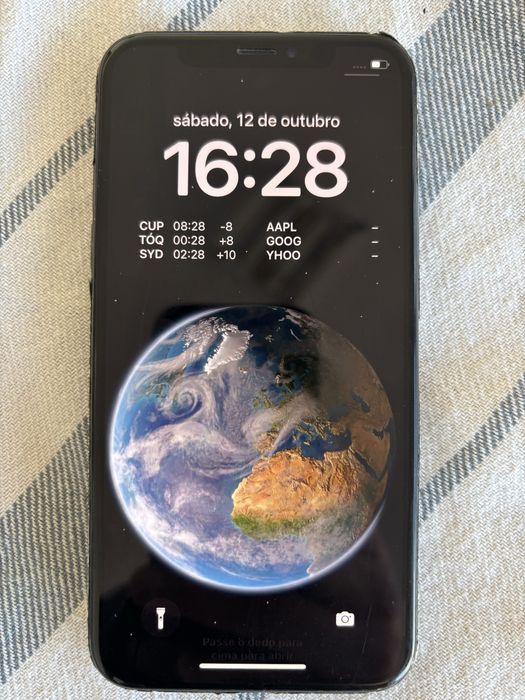 sábado, 12 de outubro
16:28
CUP 08:28 -8 AAPL –
TÓQ 00:28 +8 GOOG –
SYD 02:28 +10 YHOO –
Passe o dedo para
cima para abrir